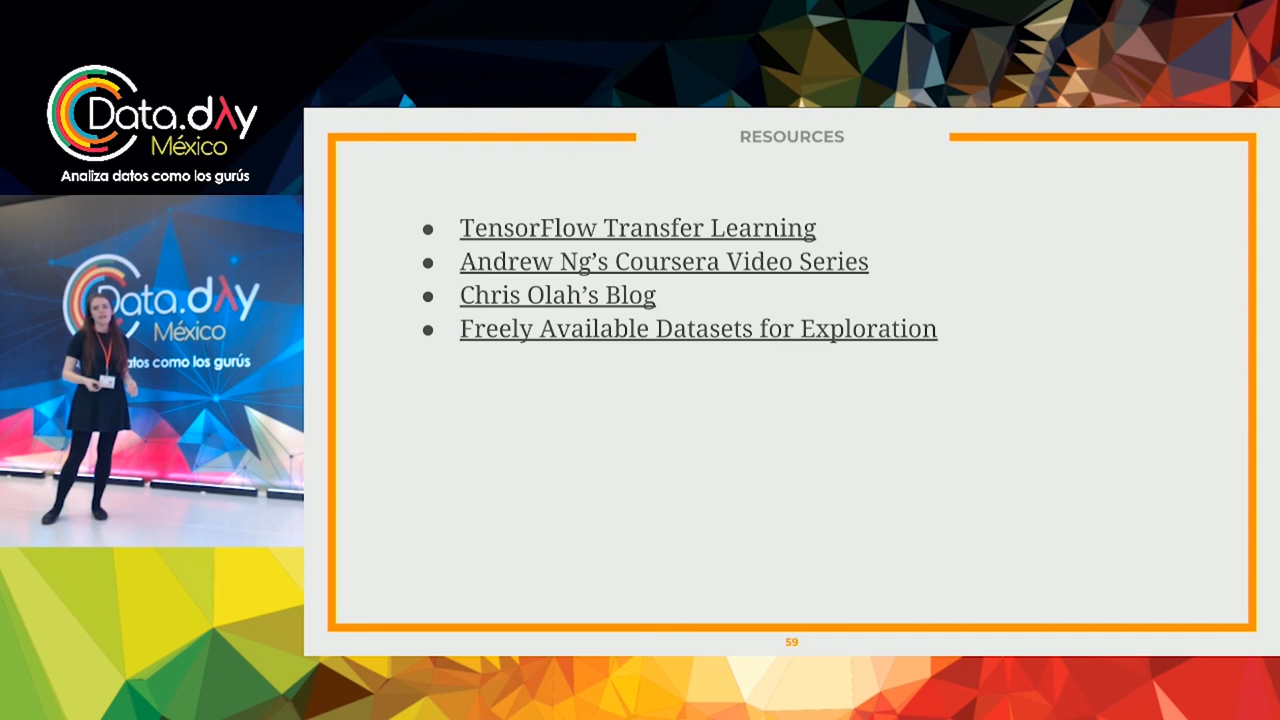 Data.dλy
México
Analiza datos como los gurús
RESOURCES
Data.dλy
México
atos como los gurús
● TensorFlow Transfer Learning
● Andrew Ng’s Coursera Video Series
● Chris Olah’s Blog
● Freely Available Datasets for Exploration
59